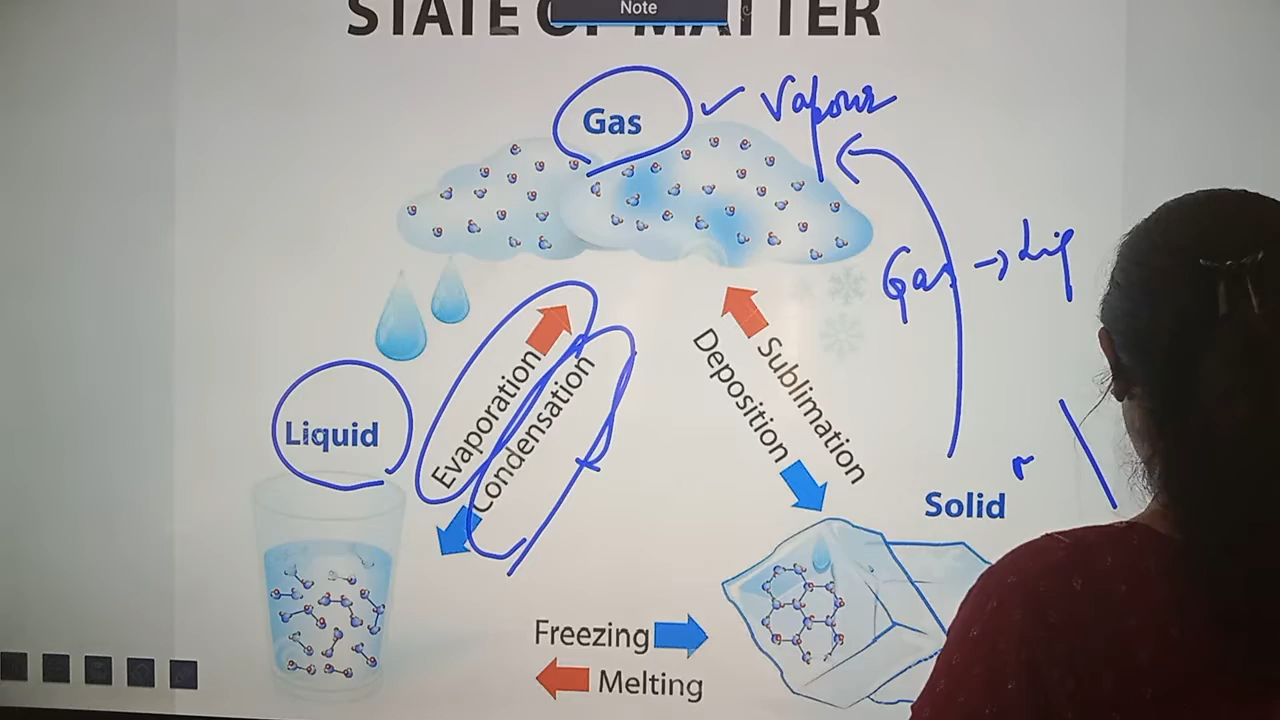 Note
STATE OF MATTER
Gas
Vapour
Gas → Liq
Evaporation
Condensation
Sublimation
Deposition
Liquid
Solid
Freezing
Melting